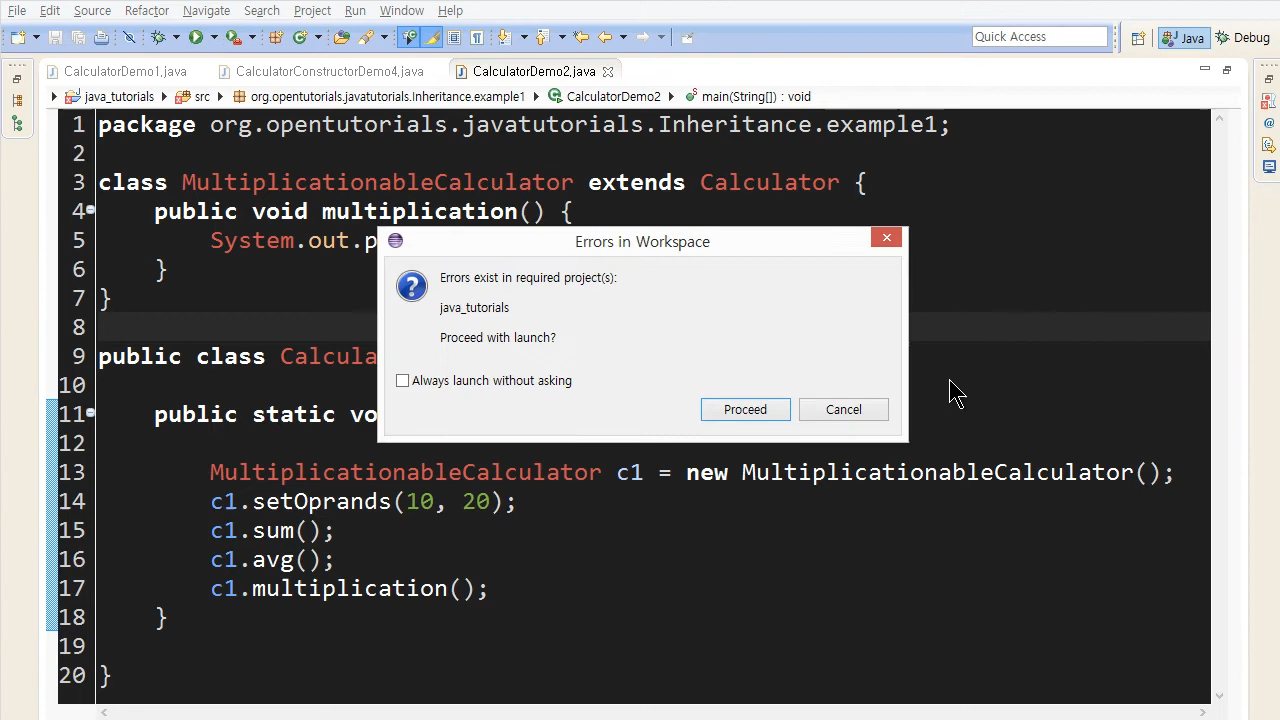 File Edit Source Refactor Navigate Search Project Run Window Help
Quick Access
Java
Debug
CalculatorDemo1.java
CalculatorConstructorDemo4.java
CalculatorDemo2.java
java_tutorials
src
org.opentutorials.javatutorials.Inheritance.example1
CalculatorDemo2
main(String[]) : void
1 package org.opentutorials.javatutorials.Inheritance.example1;
2
3 class MultiplicationableCalculator extends Calculator {
4 public void multiplication() {
5 System.out.p
6 }
7 }
8
9 public class Calcula
10
11 public static vo
12
13 MultiplicationableCalculator c1 = new MultiplicationableCalculator();
14 c1.setOprands(10, 20);
15 c1.sum();
16 c1.avg();
17 c1.multiplication();
18 }
19
20 }
Errors in Workspace
Errors exist in required project(s):
java_tutorials
Proceed with launch?
Always launch without asking
Proceed
Cancel